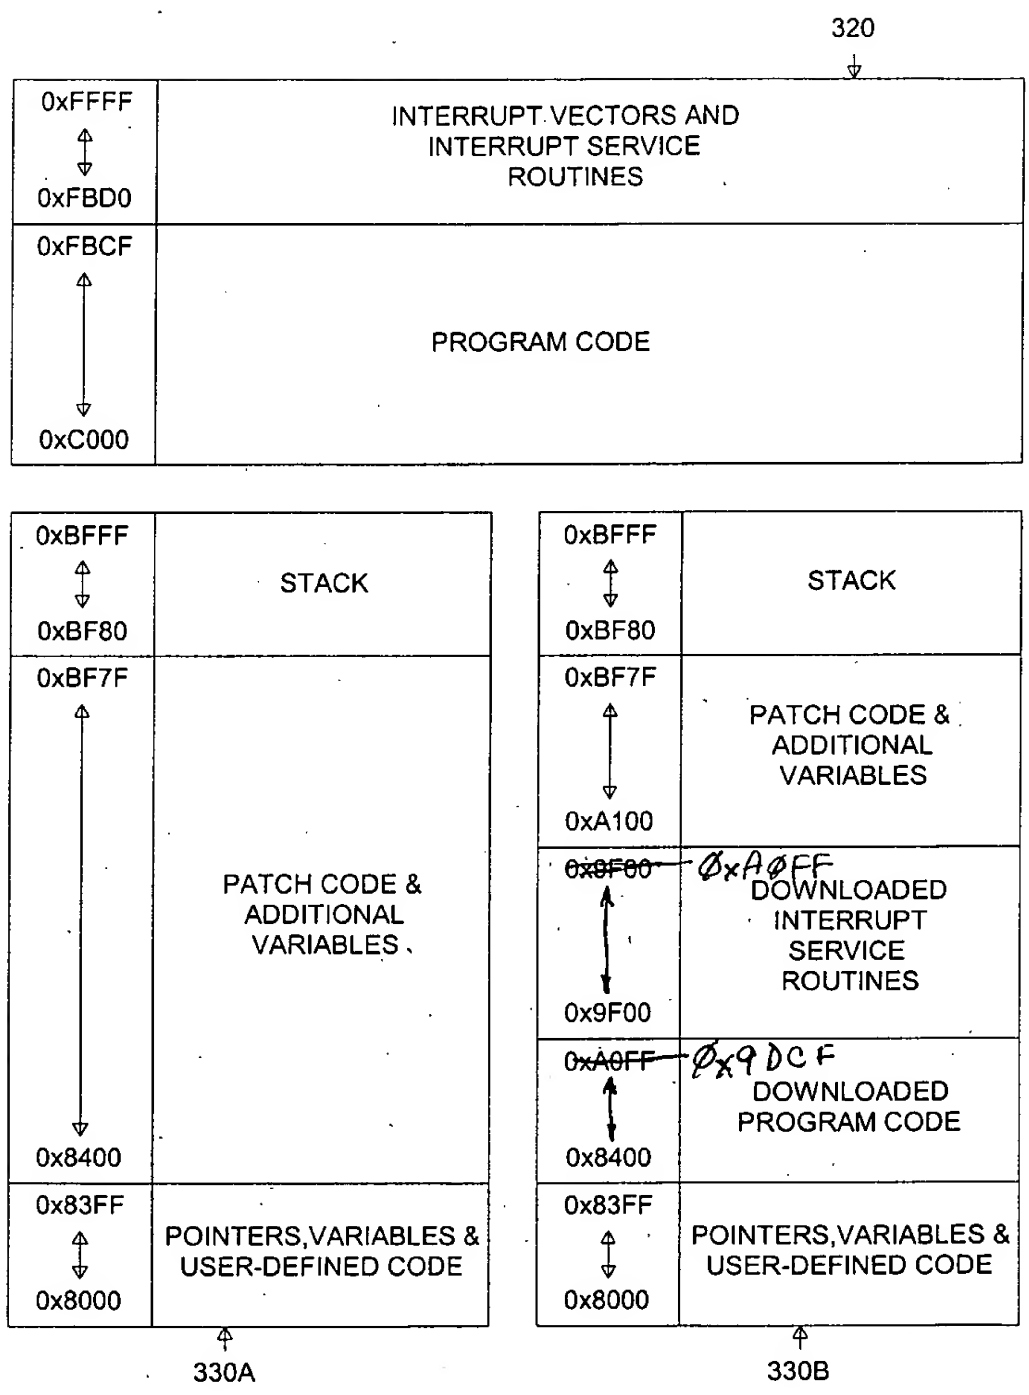 320
0xFFFF
0xFBD0
INTERRUPT VECTORS AND
INTERRUPT SERVICE
ROUTINES
0xFBCF
0xC000
PROGRAM CODE
0xBFFF
0xBF80
STACK
0xBF7F
0x8400
PATCH CODE &
ADDITIONAL
VARIABLES
0x83FF
0x8000
POINTERS,VARIABLES &
USER-DEFINED CODE
330A
0xBFFF
0xBF80
STACK
0xBF7F
0xA100
PATCH CODE &
ADDITIONAL
VARIABLES
0xA0FF
0x9F00
DOWNLOADED
INTERRUPT
SERVICE
ROUTINES
0xA0FF
0x9DCF
0x8400
DOWNLOADED
PROGRAM CODE
0x83FF
0x8000
POINTERS,VARIABLES &
USER-DEFINED CODE
330B